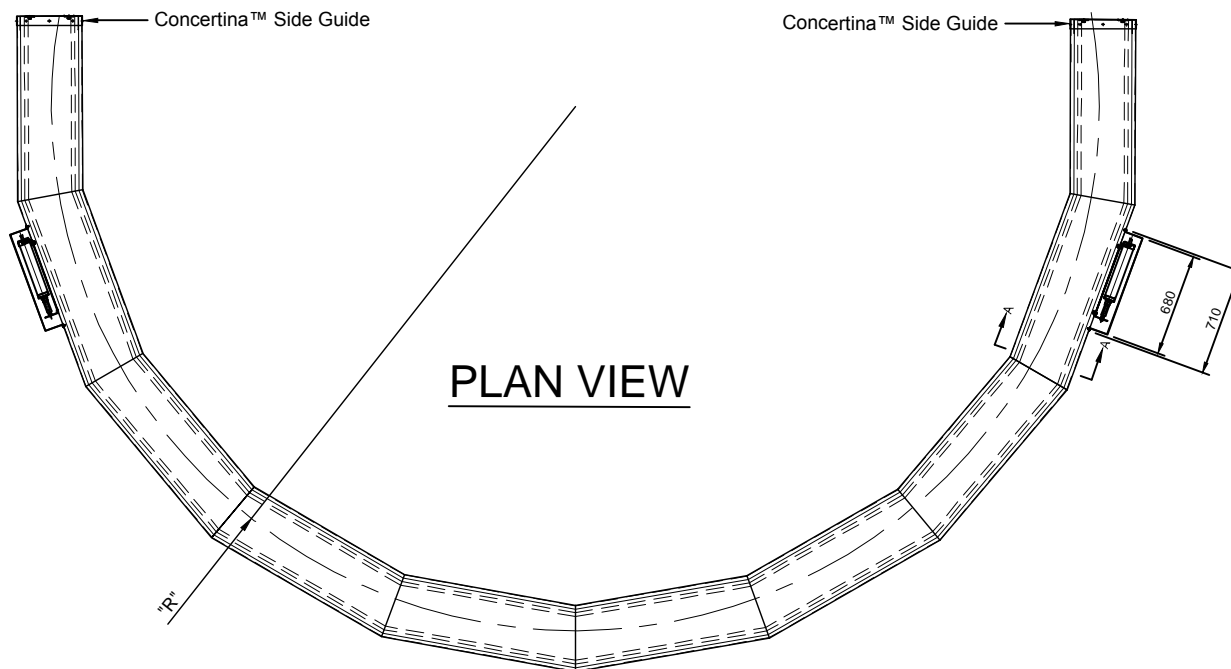 Concertina™ Side Guide
Concertina™ Side Guide
A
680
710
A
PLAN VIEW
"R"